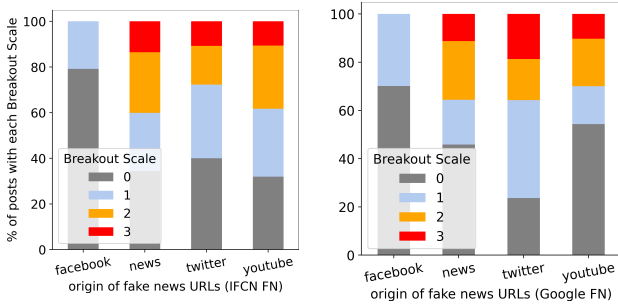 % of posts with each Breakout Scale
100
80
60
40
20
0
Breakout Scale
0
1
2
3
facebook
news
twitter
youtube
origin of fake news URLs (IFCN FN)
100
80
60
40
20
0
Breakout Scale
0
1
2
3
facebook
news
twitter
youtube
origin of fake news URLs (Google FN)